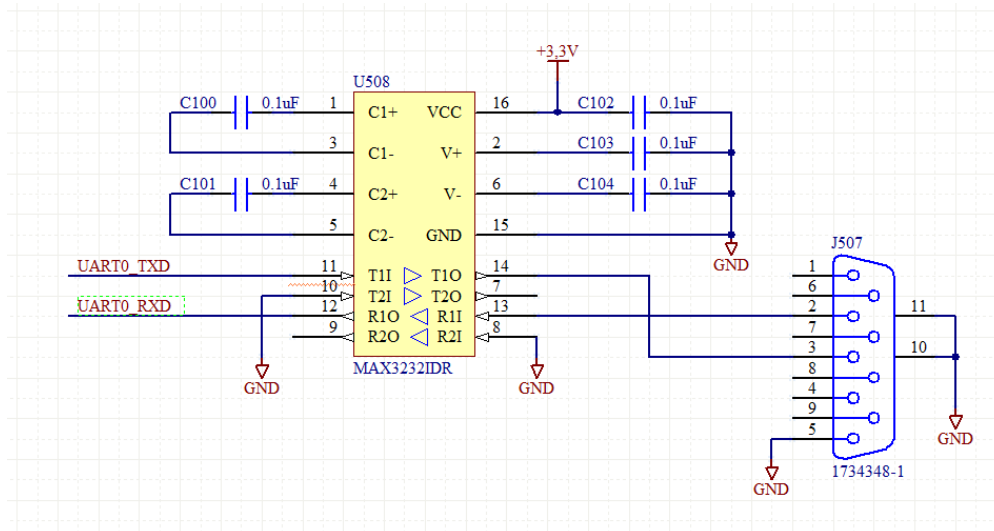 +3,3V
U508
C100 0.1uF 1 C1+ VCC 16 C102 0.1uF
3 C1- V+ 2 C103 0.1uF
C101 0.1uF 4 C2+ V- 6 C104 0.1uF
5 C2- GND 15
GND
J507
UART0_TXD 11 T1I T1O 14
10 T2I T2O 7
UART0_RXD 12 R1O R1I 13
9 R2O R2I 8
MAX3232IDR
GND
GND
1
6
2 11
7
3 10
8
4
9
5
GND
GND
1734348-1